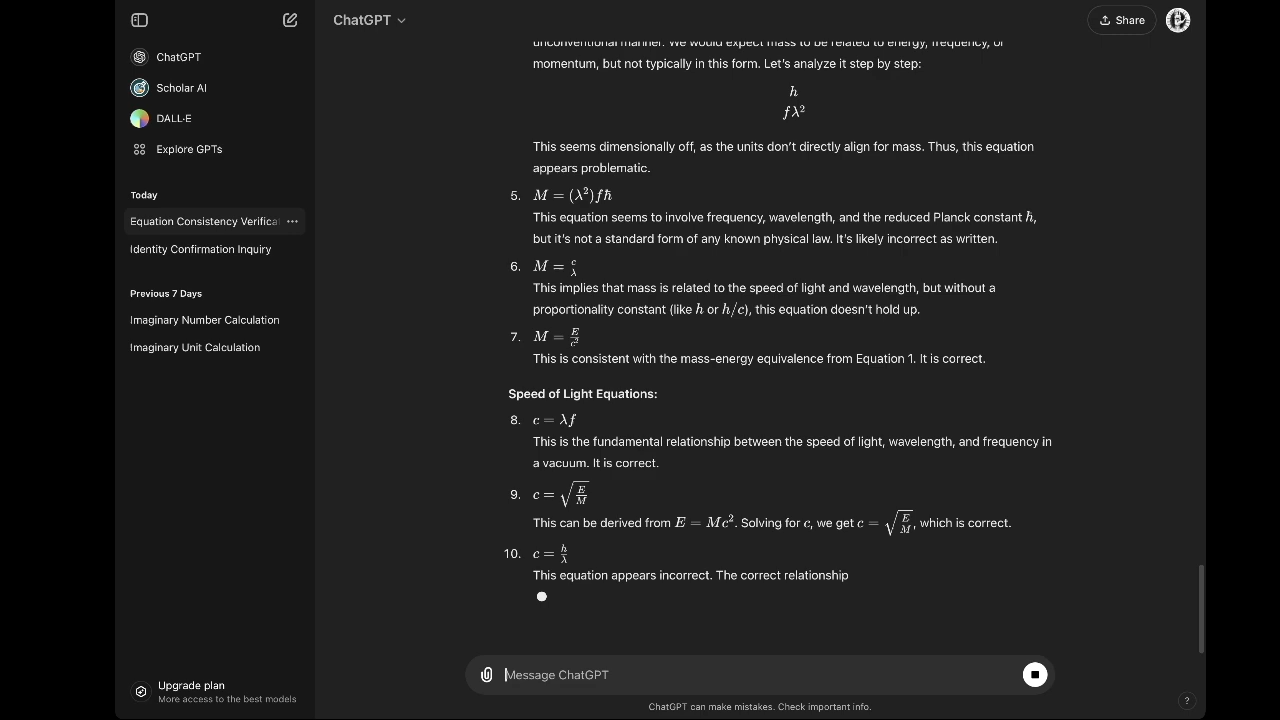 ChatGPT
Share
ChatGPT
Scholar AI
DALL·E
Explore GPTs
Today
Equation Consistency Verifica
Identity Confirmation Inquiry
Previous 7 Days
Imaginary Number Calculation
Imaginary Unit Calculation
Upgrade plan
More access to the best models
unconventional manner. We would expect mass to be related to energy, frequency, or
momentum, but not typically in this form. Let's analyze it step by step:
h
fλ²
This seems dimensionally off, as the units don't directly align for mass. Thus, this equation
appears problematic.
5. M = (λ²)fħ
This equation seems to involve frequency, wavelength, and the reduced Planck constant ħ,
but it's not a standard form of any known physical law. It's likely incorrect as written.
6. M = c/λ
This implies that mass is related to the speed of light and wavelength, but without a
proportionality constant (like h or h/c), this equation doesn't hold up.
7. M = E/c²
This is consistent with the mass-energy equivalence from Equation 1. It is correct.
Speed of Light Equations:
8. c = λf
This is the fundamental relationship between the speed of light, wavelength, and frequency in
a vacuum. It is correct.
9. c = √(E/M)
This can be derived from E = Mc². Solving for c, we get c = √(E/M), which is correct.
10. c = h/λ
This equation appears incorrect. The correct relationship
Message ChatGPT
ChatGPT can make mistakes. Check important info.
?